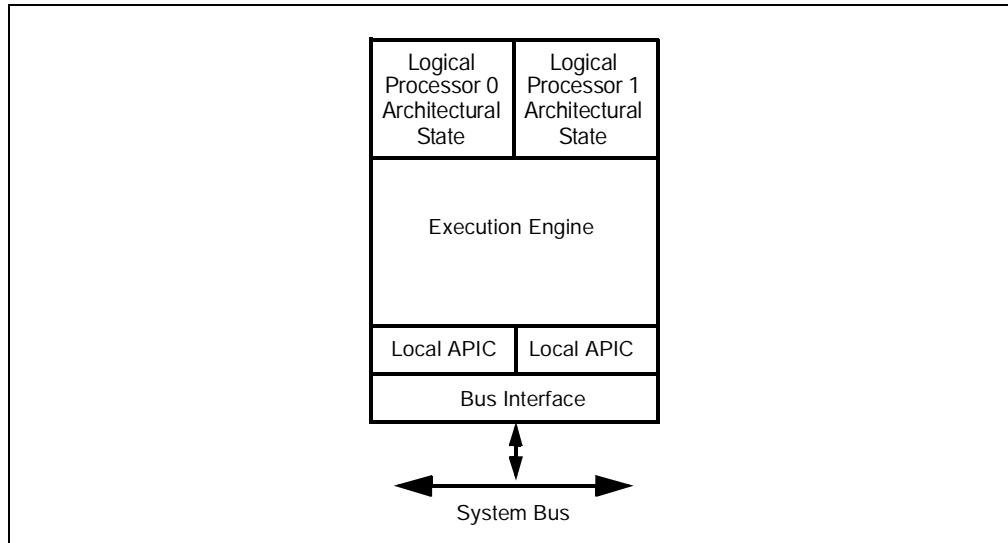 Logical
Processor 0
Architectural
State
Logical
Processor 1
Architectural
State
Execution Engine
Local APIC
Local APIC
Bus Interface
System Bus